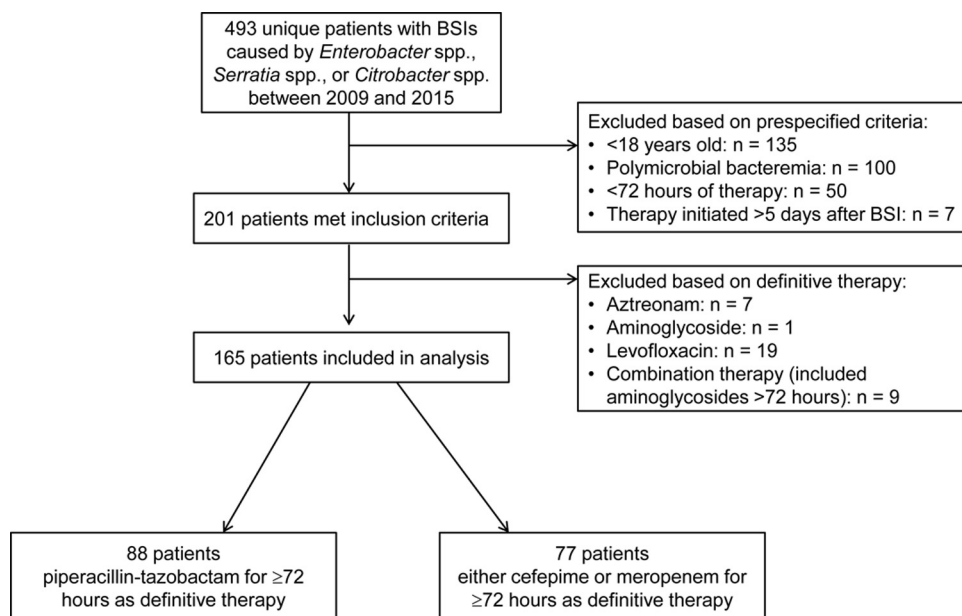 493 unique patients with BSIs
caused by Enterobacter spp.,
Serratia spp., or Citrobacter spp.
between 2009 and 2015
Excluded based on prespecified criteria:
• <18 years old: n = 135
• Polymicrobial bacteremia: n = 100
• <72 hours of therapy: n = 50
• Therapy initiated >5 days after BSI: n = 7
201 patients met inclusion criteria
Excluded based on definitive therapy:
• Aztreonam: n = 7
• Aminoglycoside: n = 1
• Levofloxacin: n = 19
• Combination therapy (included
aminoglycosides >72 hours): n = 9
165 patients included in analysis
88 patients
piperacillin-tazobactam for ≥72
hours as definitive therapy
77 patients
either cefepime or meropenem for
≥72 hours as definitive therapy